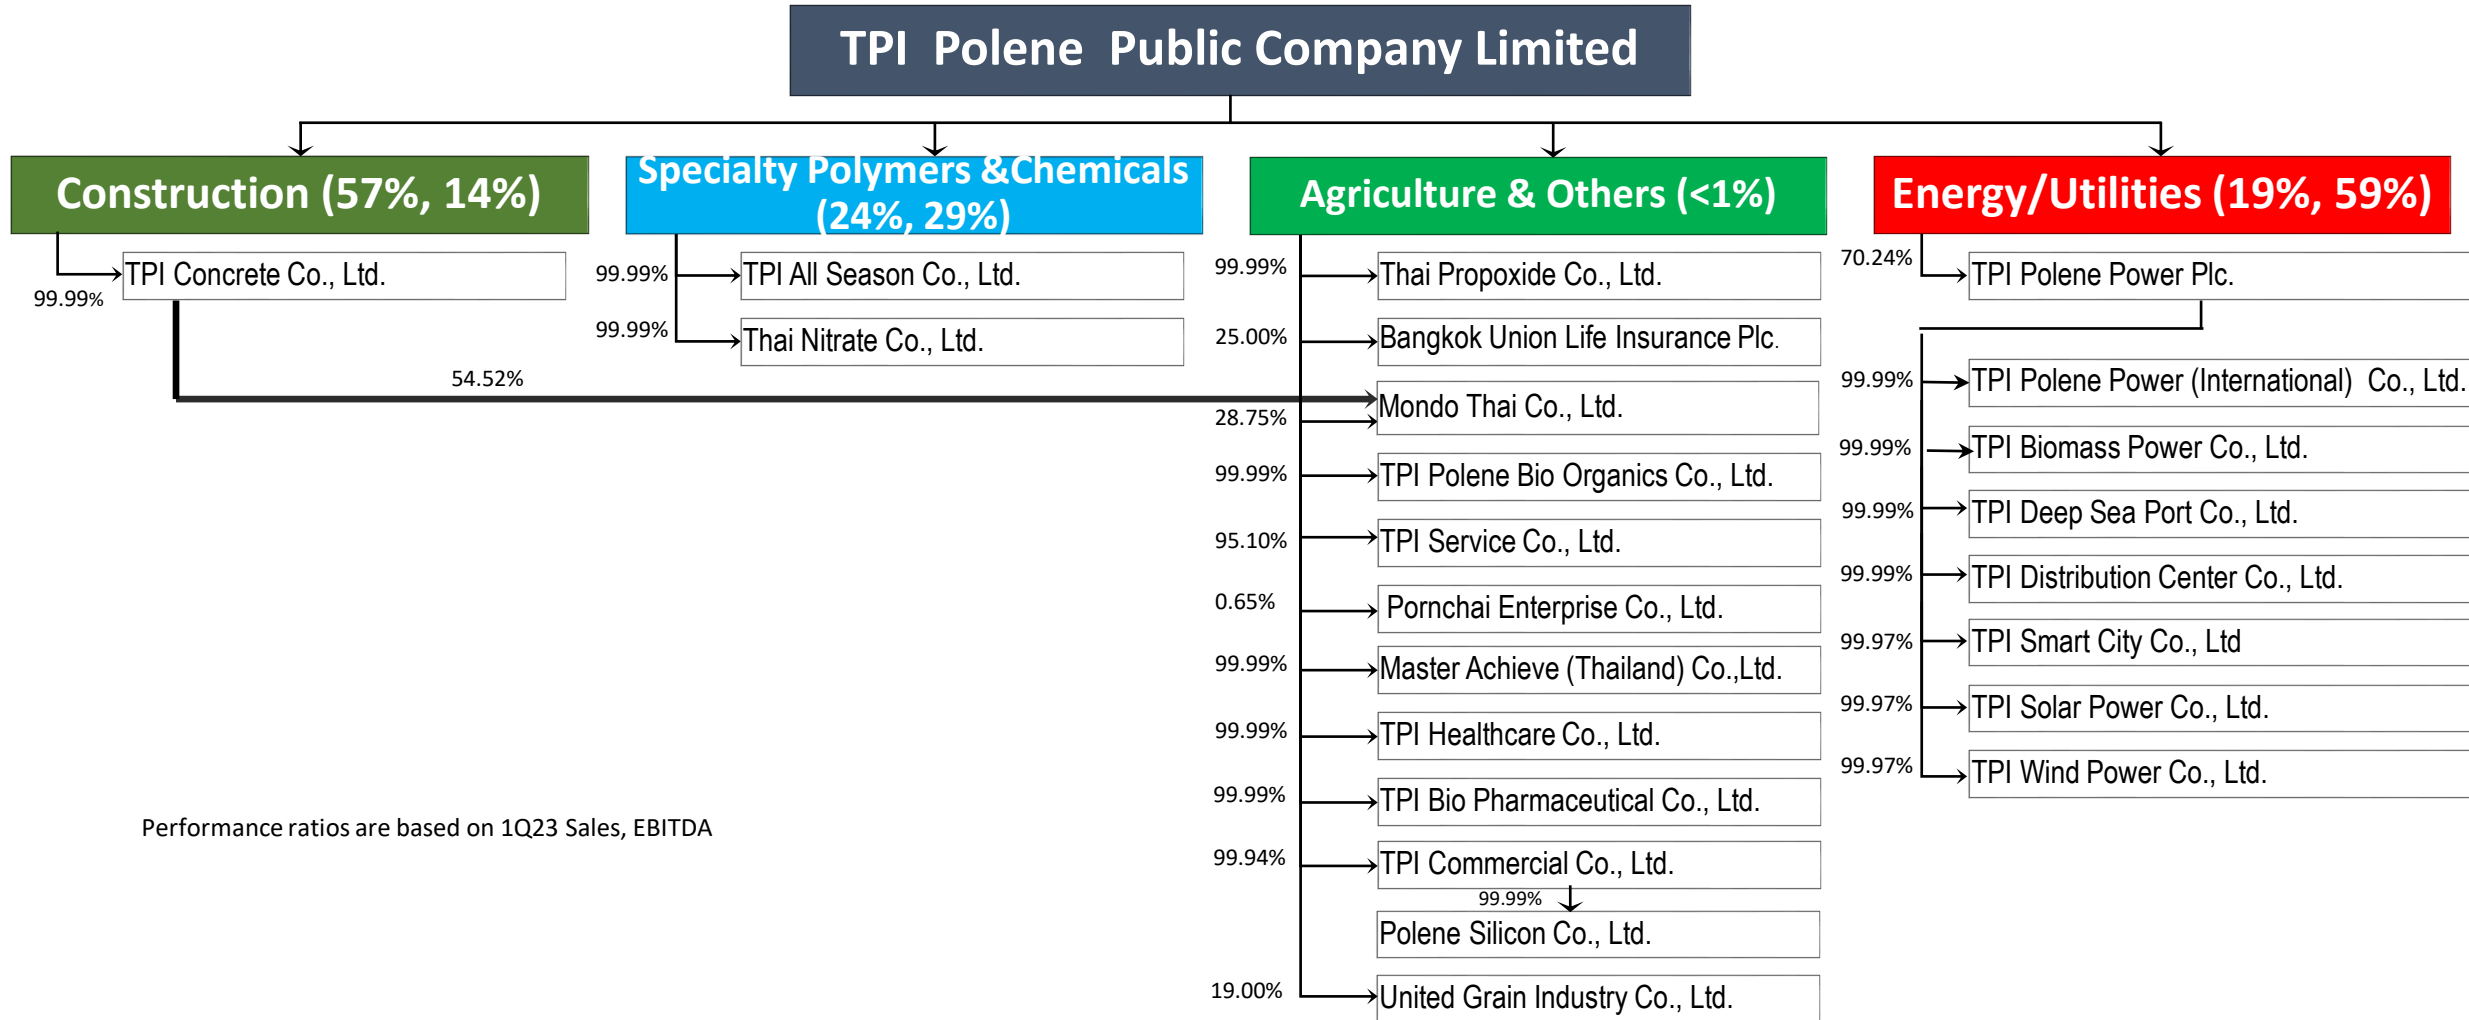 TPI Polene Public Company Limited
Construction (57%, 14%)
99.99%
TPI Concrete Co., Ltd.
54.52%
Specialty Polymers &Chemicals
(24%, 29%)
99.99%
TPI All Season Co., Ltd.
99.99%
Thai Nitrate Co., Ltd.
Agriculture & Others (<1%)
99.99%
Thai Propoxide Co., Ltd.
25.00%
Bangkok Union Life Insurance Plc.
28.75%
Mondo Thai Co., Ltd.
99.99%
TPI Polene Bio Organics Co., Ltd.
95.10%
TPI Service Co., Ltd.
0.65%
Pornchai Enterprise Co., Ltd.
99.99%
Master Achieve (Thailand) Co.,Ltd.
99.99%
TPI Healthcare Co., Ltd.
99.99%
TPI Bio Pharmaceutical Co., Ltd.
99.94%
TPI Commercial Co., Ltd.
99.99%
Polene Silicon Co., Ltd.
19.00%
United Grain Industry Co., Ltd.
Energy/Utilities (19%, 59%)
70.24%
TPI Polene Power Plc.
99.99%
TPI Polene Power (International) Co., Ltd.
99.99%
TPI Biomass Power Co., Ltd.
99.99%
TPI Deep Sea Port Co., Ltd.
99.99%
TPI Distribution Center Co., Ltd.
99.97%
TPI Smart City Co., Ltd
99.97%
TPI Solar Power Co., Ltd.
99.97%
TPI Wind Power Co., Ltd.
Performance ratios are based on 1Q23 Sales, EBITDA